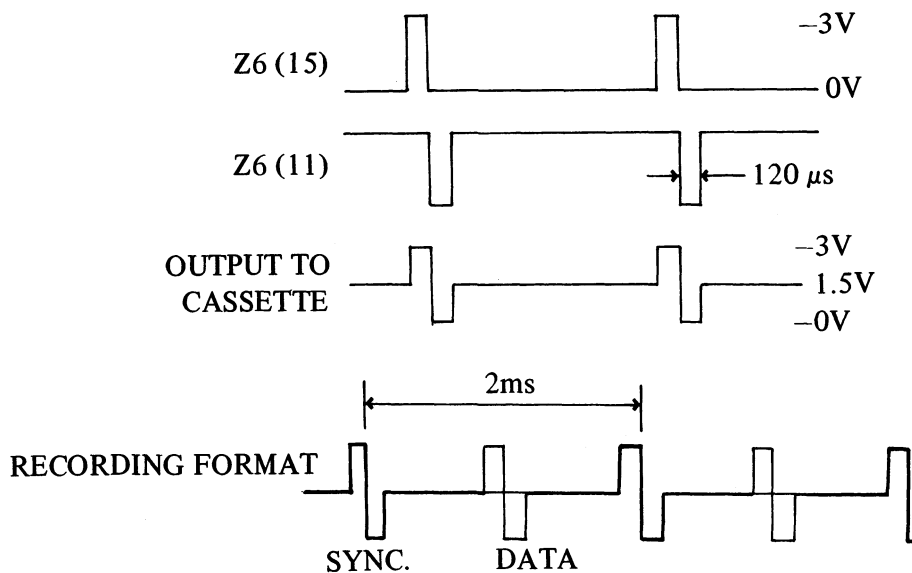 Z6 (15)
–3V
0V
Z6 (11)
120 μs
OUTPUT TO
CASSETTE
–3V
1.5V
–0V
2ms
RECORDING FORMAT
SYNC.
DATA